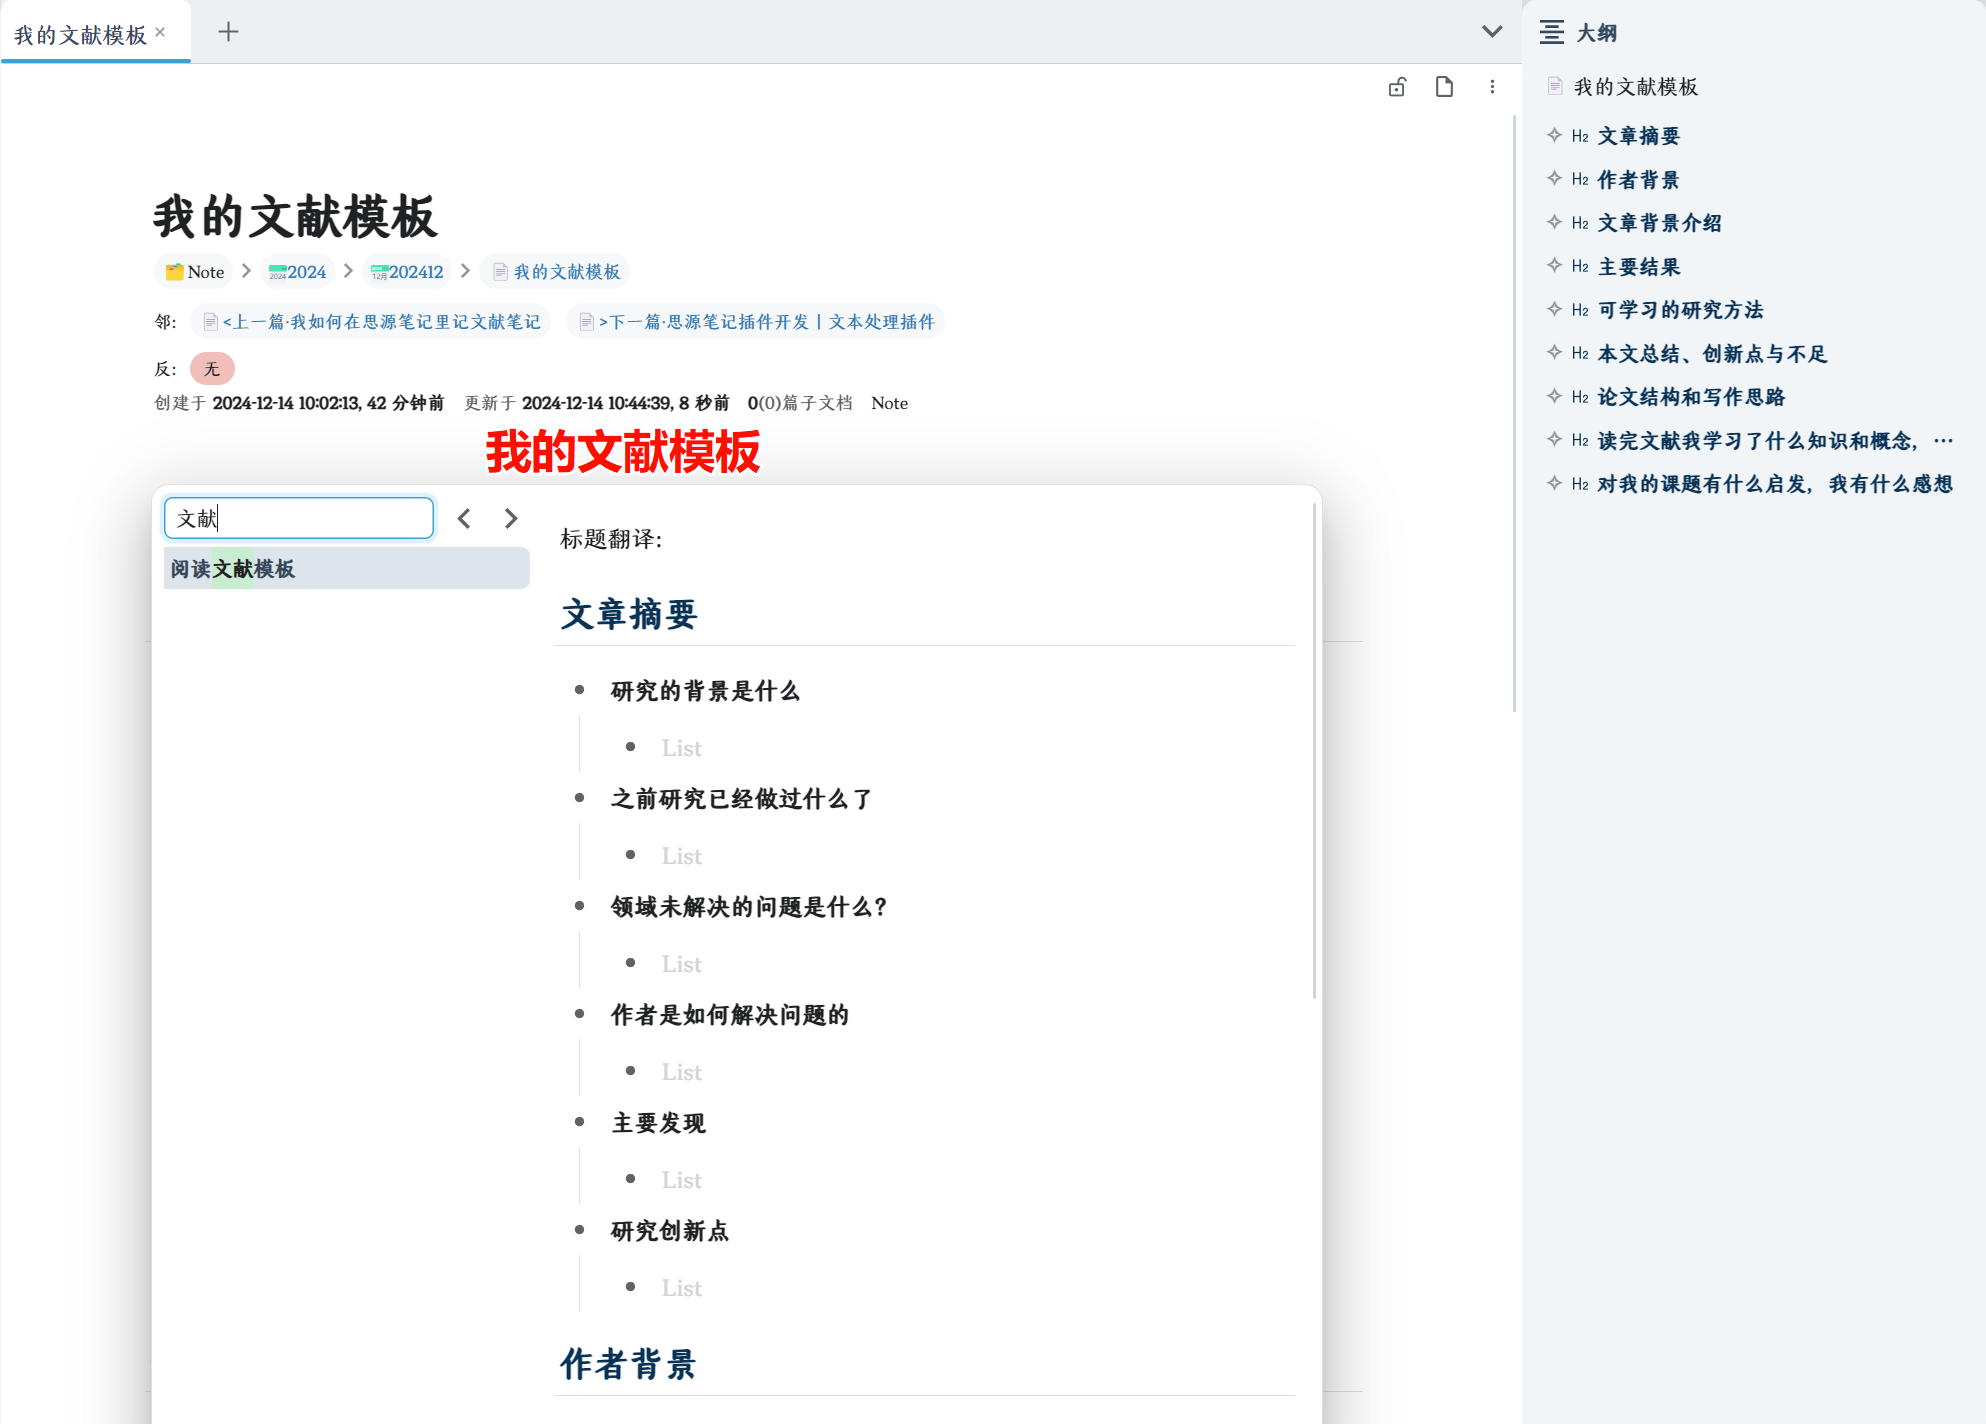 我的文献模板
我的文献模板
Note > 2024 2024 > 12月 202412 > 我的文献模板
邻: <上一篇·我如何在思源笔记里记文献笔记 >下一篇·思源笔记插件开发丨文本处理插件
反: 无
创建于 2024-12-14 10:02:13, 42 分钟前 更新于 2024-12-14 10:44:39, 8 秒前 0(0)篇子文档 Note
我的文献模板
文献
阅读文献模板
标题翻译:
文章摘要
研究的背景是什么
List
之前研究已经做过什么了
List
领域未解决的问题是什么?
List
作者是如何解决问题的
List
主要发现
List
研究创新点
List
作者背景
大纲
我的文献模板
H2 文章摘要
H2 作者背景
H2 文章背景介绍
H2 主要结果
H2 可学习的研究方法
H2 本文总结、创新点与不足
H2 论文结构和写作思路
H2 读完文献我学习了什么知识和概念，…
H2 对我的课题有什么启发，我有什么感想